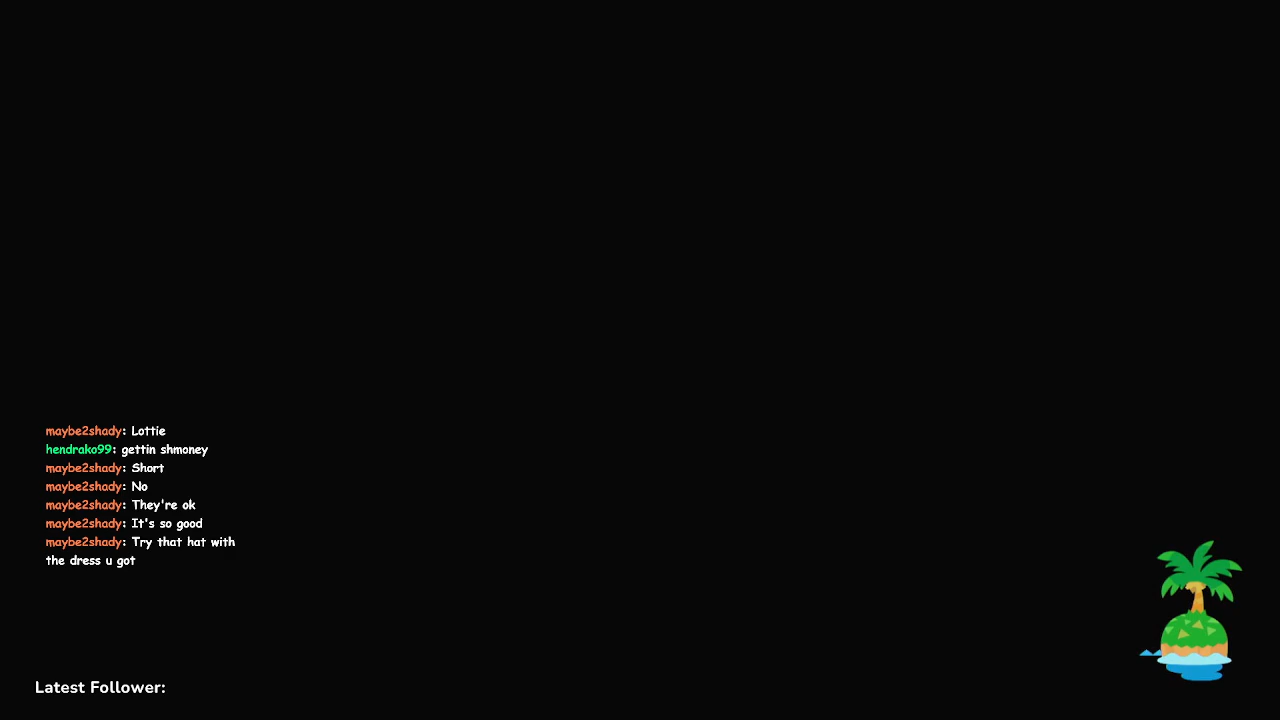 maybe2shady: Lottie
hendrako99: gettin shmoney
maybe2shady: Short
maybe2shady: No
maybe2shady: They're ok
maybe2shady: It's so good
maybe2shady: Try that hat with
the dress u got
Latest Follower: